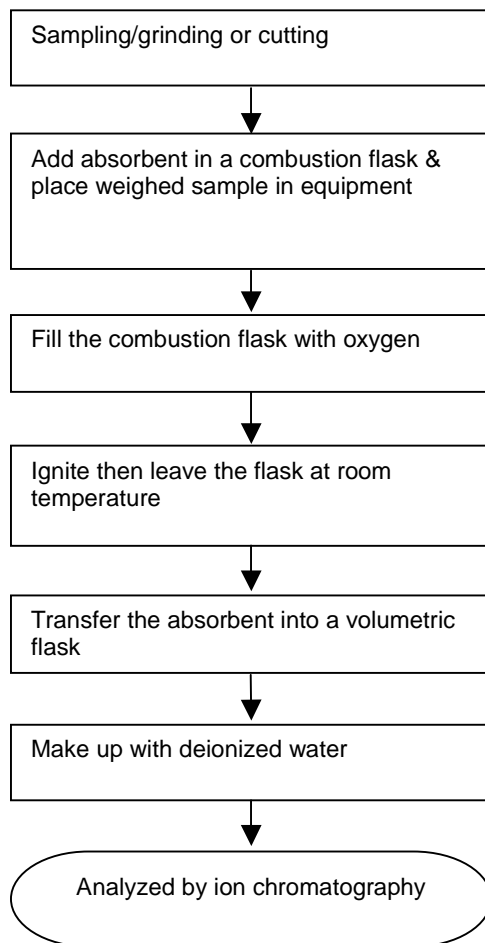 Sampling/grinding or cutting
Add absorbent in a combustion flask &
place weighed sample in equipment
Fill the combustion flask with oxygen
Ignite then leave the flask at room
temperature
Transfer the absorbent into a volumetric
flask
Make up with deionized water
Analyzed by ion chromatography